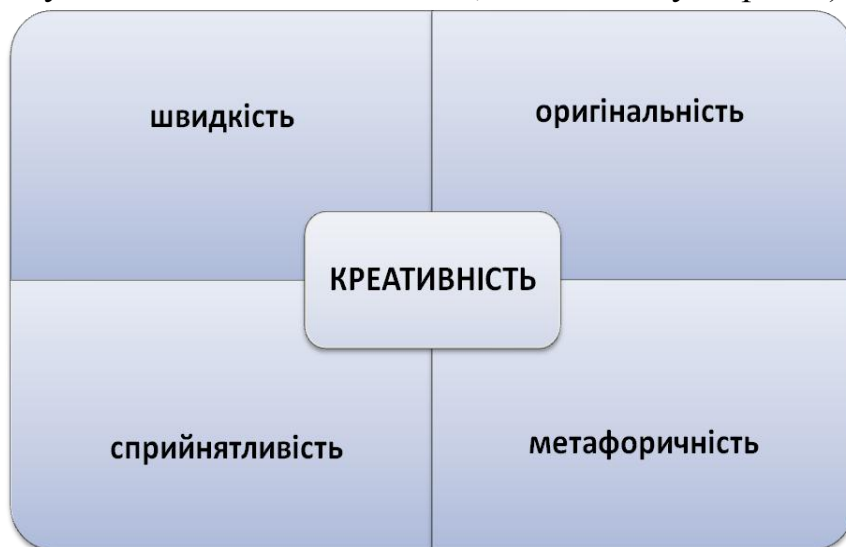 швидкість
оригінальність
КРЕАТИВНІСТЬ
сприйнятливість
метафоричність